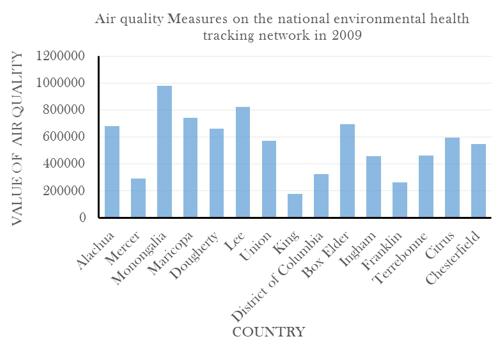 Air quality Measures on the national environmental health
tracking network in 2009
VALUE OF AIR QUALITY
1200000
1000000
800000
600000
400000
200000
0
Alachua
Mercer
Monongalia
Maricopa
Dougherty
Lee
Union
King
District of Columbia
Box Elder
Ingham
Franklin
Terrebonne
Citrus
Chesterfield
COUNTRY